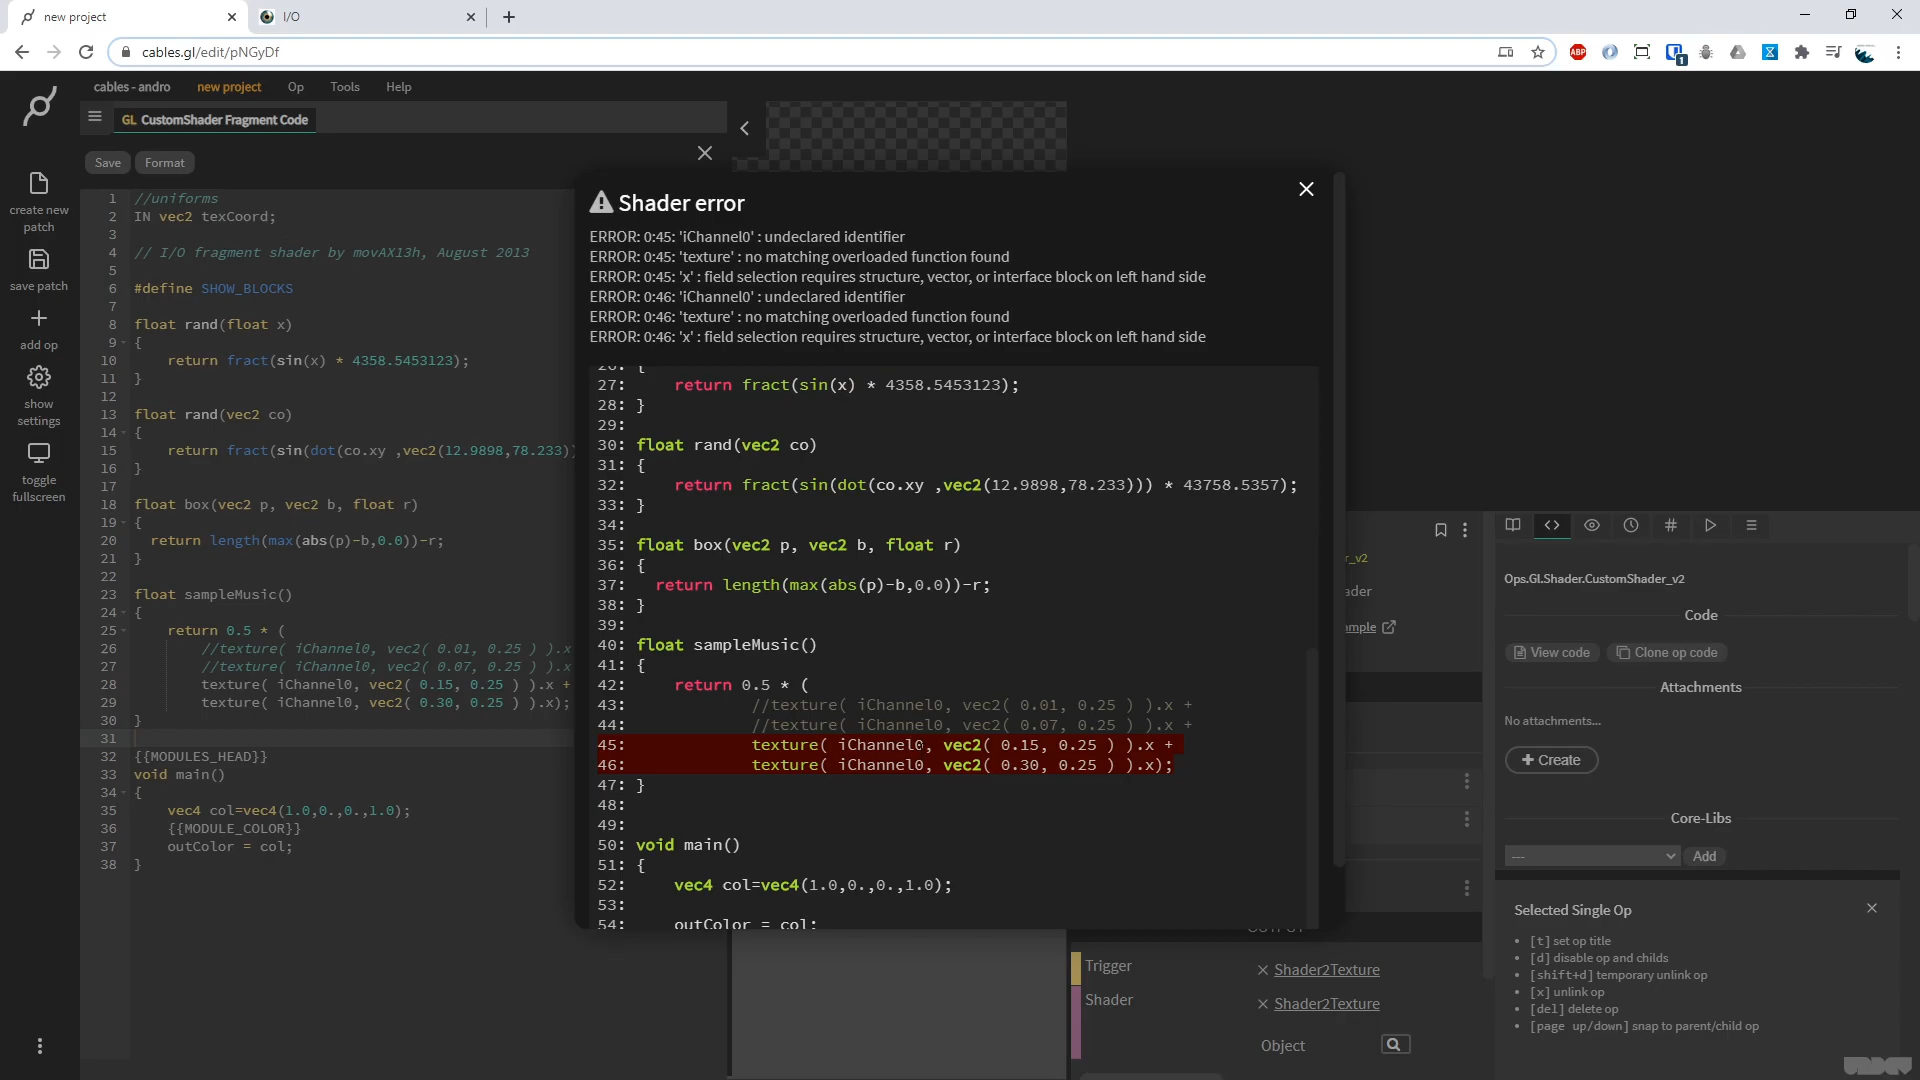 new project
I/O
cables.gl/edit/pNGyDf
ABP
1
cables - andro
new project
Op
Tools
Help
GL CustomShader Fragment Code
Save
Format
create new
patch
save patch
add op
show
settings
toggle
fullscreen
1 //uniforms
2 IN vec2 texCoord;
3
4 // I/O fragment shader by movAX13h, August 2013
5
6 #define SHOW_BLOCKS
7
8 float rand(float x)
9 {
10 return fract(sin(x) * 4358.5453123);
11 }
12
13 float rand(vec2 co)
14 {
15 return fract(sin(dot(co.xy ,vec2(12.9898,78.233))
16 }
17
18 float box(vec2 p, vec2 b, float r)
19 {
20 return length(max(abs(p)-b,0.0))-r;
21 }
22
23 float sampleMusic()
24 {
25 return 0.5 * (
26 //texture( iChannel0, vec2( 0.01, 0.25 ) ).x
27 //texture( iChannel0, vec2( 0.07, 0.25 ) ).x
28 texture( iChannel0, vec2( 0.15, 0.25 ) ).x +
29 texture( iChannel0, vec2( 0.30, 0.25 ) ).x);
30 }
31
32 {{MODULES_HEAD}}
33 void main()
34 {
35 vec4 col=vec4(1.0,0.,0.,1.0);
36 {{MODULE_COLOR}}
37 outColor = col;
38 }
Shader error
ERROR: 0:45: 'iChannel0' : undeclared identifier
ERROR: 0:45: 'texture' : no matching overloaded function found
ERROR: 0:45: 'x' : field selection requires structure, vector, or interface block on left hand side
ERROR: 0:46: 'iChannel0' : undeclared identifier
ERROR: 0:46: 'texture' : no matching overloaded function found
ERROR: 0:46: 'x' : field selection requires structure, vector, or interface block on left hand side
26: {
27: return fract(sin(x) * 4358.5453123);
28: }
29:
30: float rand(vec2 co)
31: {
32: return fract(sin(dot(co.xy ,vec2(12.9898,78.233))) * 43758.5357);
33: }
34:
35: float box(vec2 p, vec2 b, float r)
36: {
37: return length(max(abs(p)-b,0.0))-r;
38: }
39:
40: float sampleMusic()
41: {
42: return 0.5 * (
43: //texture( iChannel0, vec2( 0.01, 0.25 ) ).x +
44: //texture( iChannel0, vec2( 0.07, 0.25 ) ).x +
45: texture( iChannel0, vec2( 0.15, 0.25 ) ).x +
46: texture( iChannel0, vec2( 0.30, 0.25 ) ).x);
47: }
48:
49:
50: void main()
51: {
52: vec4 col=vec4(1.0,0.,0.,1.0);
53:
54: outColor = col;
r_v2
ader
mple
Trigger
Shader2Texture
Shader
Shader2Texture
Object
Ops.Gl.Shader.CustomShader_v2
Code
View code
Clone op code
Attachments
No attachments...
+ Create
Core-Libs
---
Add
Selected Single Op
[t] set op title
[d] disable op and childs
[shift+d] temporary unlink op
[x] unlink op
[del] delete op
[page up/down] snap to parent/child op